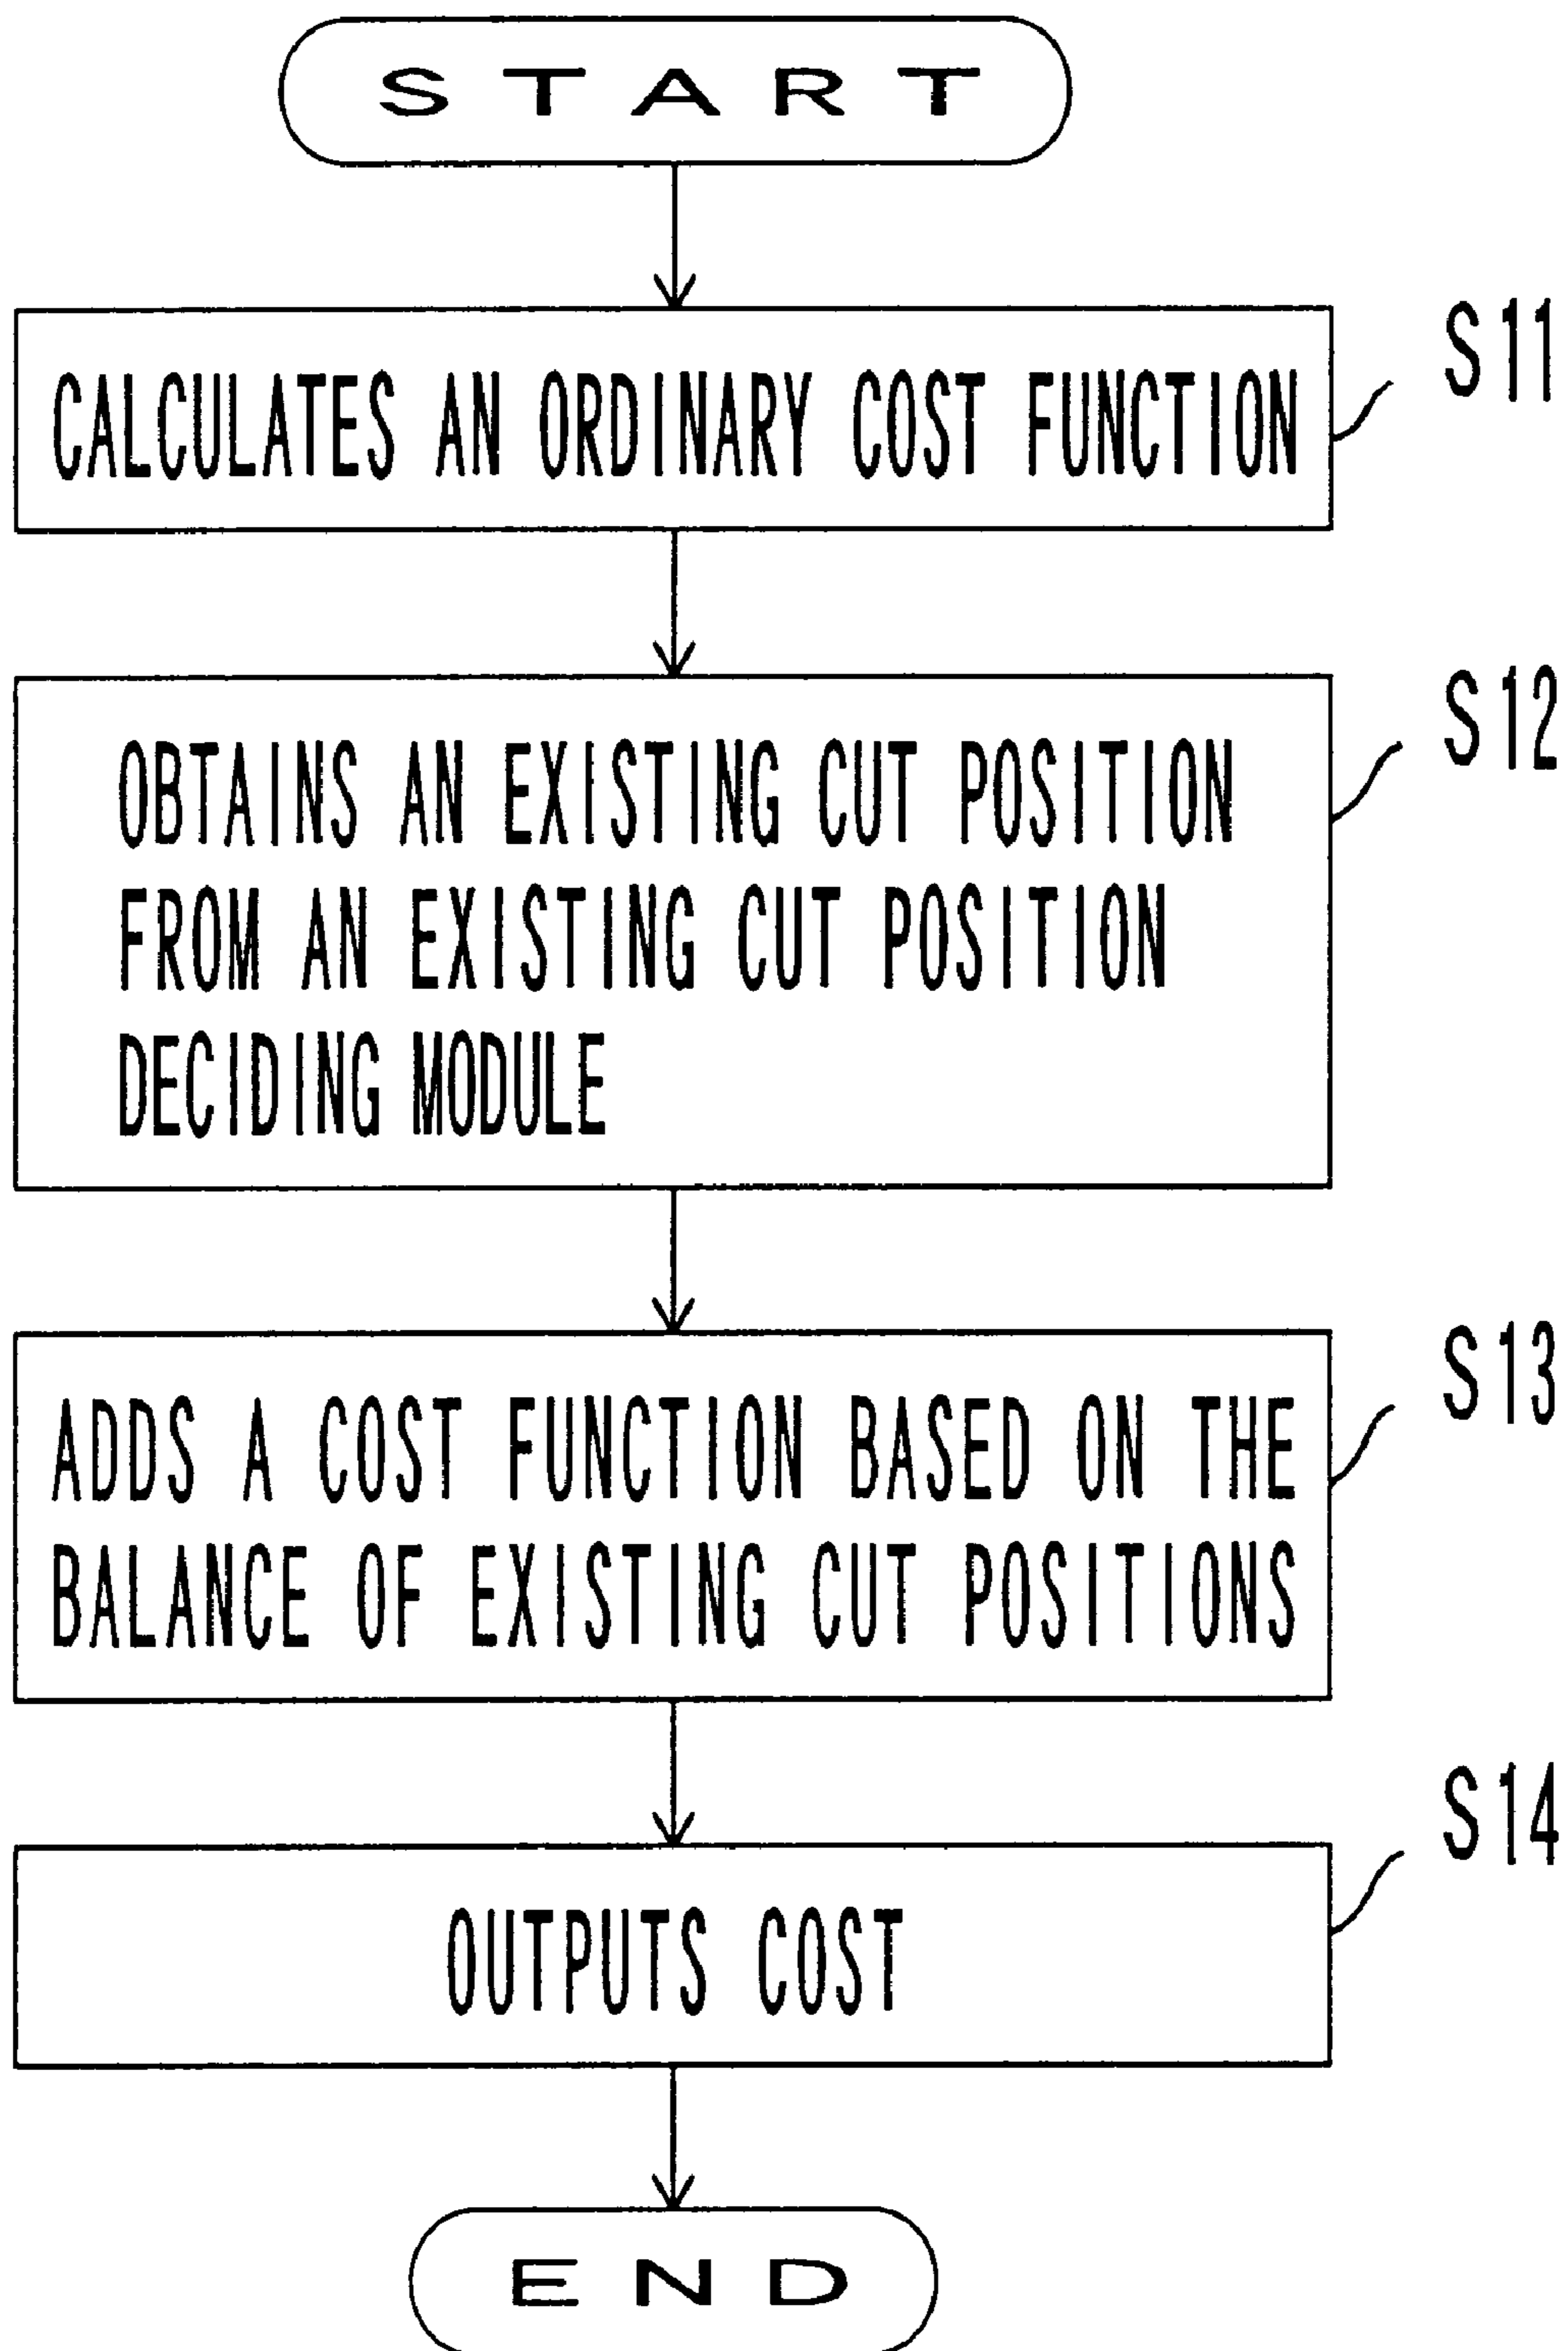 START
S11
CALCULATES AN ORDINARY COST FUNCTION
S12
OBTAINS AN EXISTING CUT POSITION
FROM AN EXISTING CUT POSITION
DECIDING MODULE
S13
ADDS A COST FUNCTION BASED ON THE
BALANCE OF EXISTING CUT POSITIONS
S14
OUTPUTS COST
END